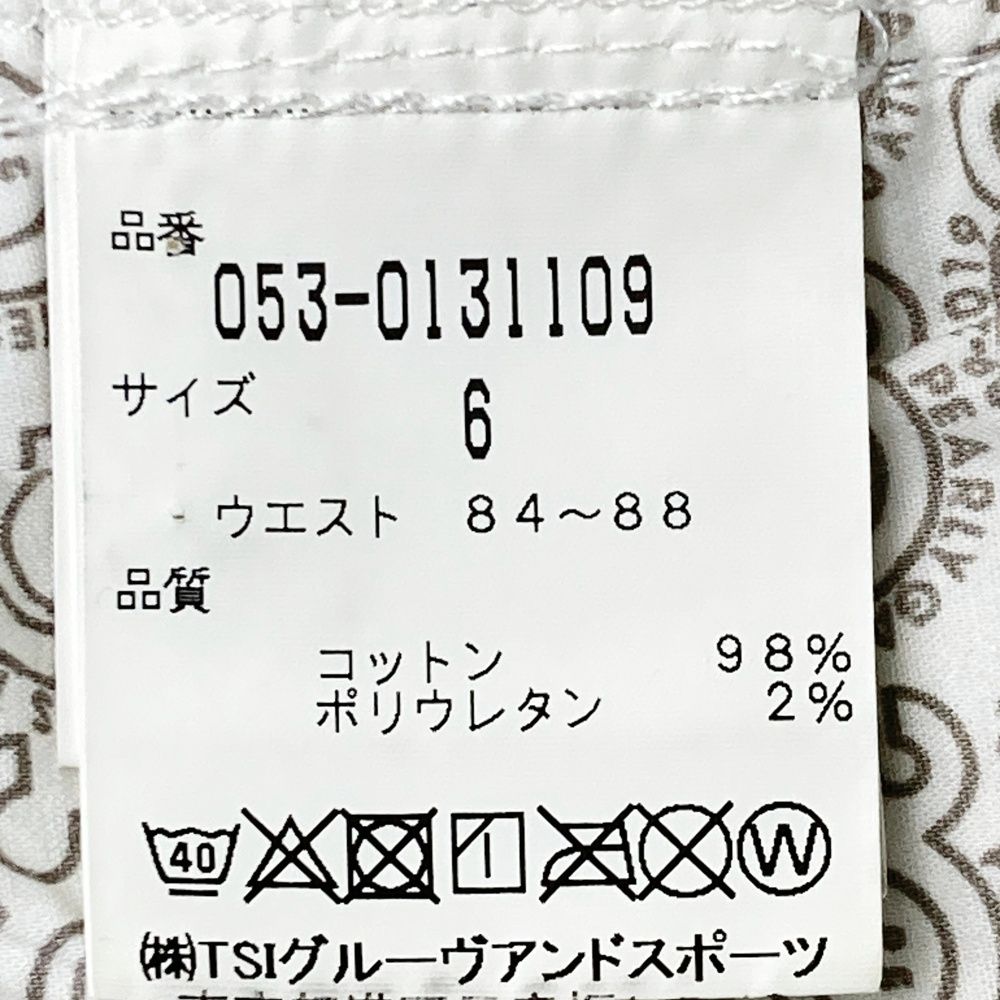 品番
053-0131109
サイズ 6
ウエスト 84～88
品質
コットン 98%
ポリウレタン 2%
40 W
㈱TSIグルーヴアンドスポーツ
PEARLY G